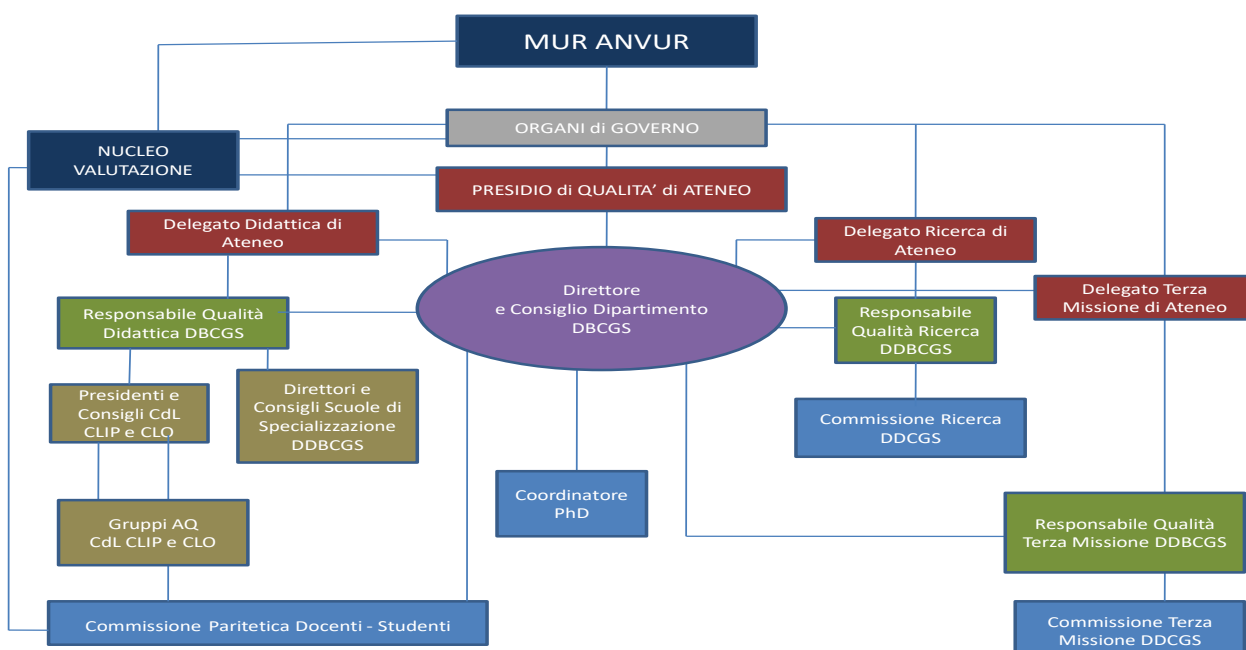 MUR ANVUR
ORGANI di GOVERNO
NUCLEO
VALUTAZIONE
PRESIDIO di QUALITA’ di ATENEO
Delegato Didattica di
Ateneo
Delegato Ricerca di
Ateneo
Direttore
e Consiglio Dipartimento
DBCGS
Delegato Terza
Missione di Ateneo
Responsabile Qualità
Didattica DBCGS
Responsabile
Qualità Ricerca
DDBCGS
Presidenti e
Consigli CdL
CLIP e CLO
Direttori e
Consigli Scuole di
Specializzazione
DDBCGS
Commissione Ricerca
DDCGS
Coordinatore
PhD
Gruppi AQ
CdL CLIP e CLO
Responsabile Qualità
Terza Missione DDBCGS
Commissione Paritetica Docenti - Studenti
Commissione Terza
Missione DDCGS